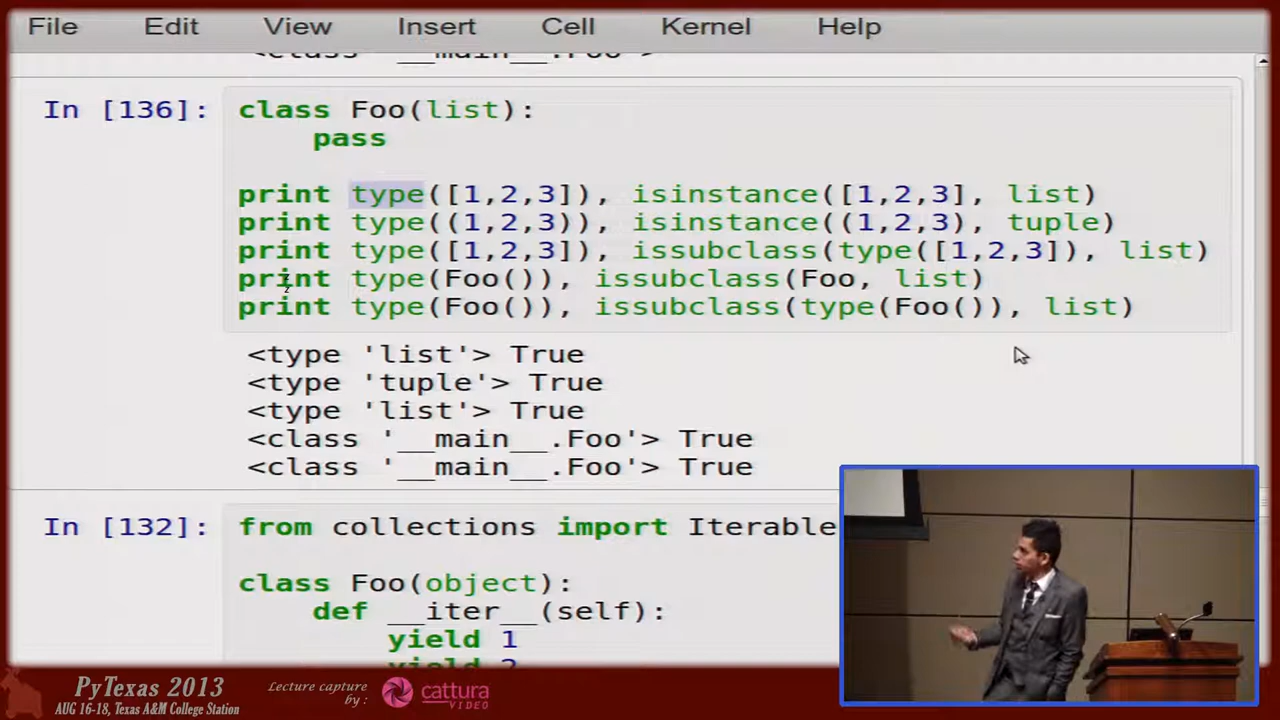 File Edit View Insert Cell Kernel Help
<class '__main__.Foo'>
In [136]: class Foo(list):
pass
print type([1,2,3]), isinstance([1,2,3], list)
print type((1,2,3)), isinstance((1,2,3), tuple)
print type([1,2,3]), issubclass(type([1,2,3]), list)
print type(Foo()), issubclass(Foo, list)
print type(Foo()), issubclass(type(Foo()), list)
<type 'list'> True
<type 'tuple'> True
<type 'list'> True
<class '__main__.Foo'> True
<class '__main__.Foo'> True
In [132]: from collections import Iterable
class Foo(object):
def __iter__(self):
yield 1
yield 2
PyTexas 2013
AUG 16-18, Texas A&M College Station
Lecture capture
by :
cattura
VIDEO